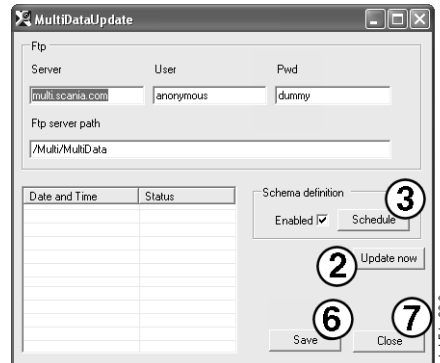 MultiDataUpdate
Ftp
Server User Pwd
multi.scania.com anonymous dummy
Ftp server path
/Multi/MultiData
Date and Time Status
Schema definition
3
Enabled Schedule
2
Update now
6 7
Save Close